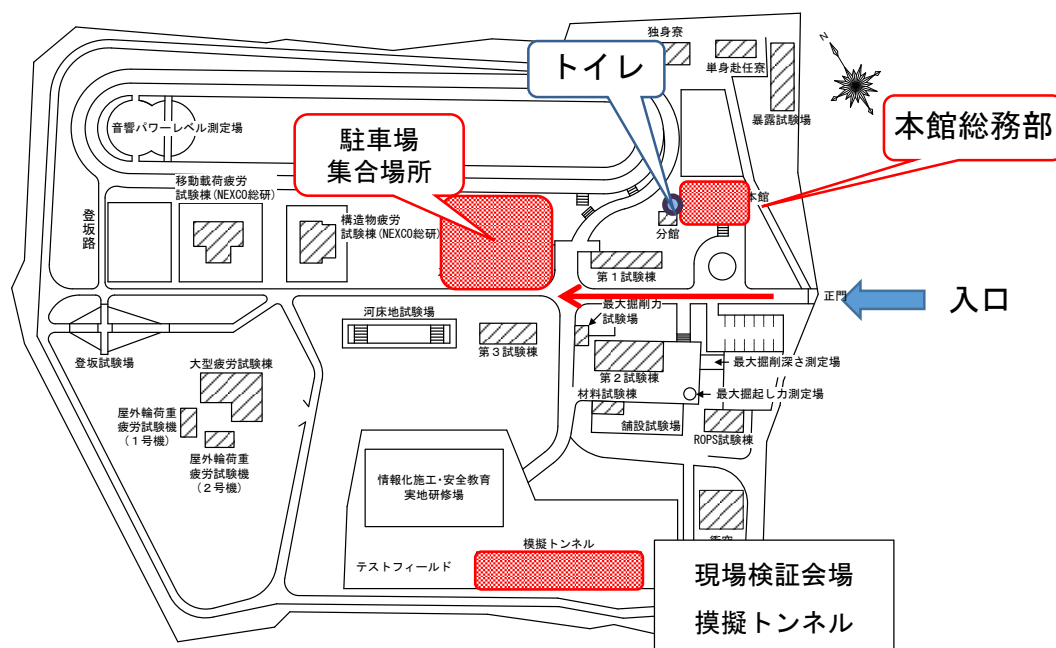 独身寮
単身赴任寮
N
暴露試験場
トイレ
本館総務部
音響パワーレベル測定場
駐車場
集合場所
移動載荷疲労
試験棟(NEXCO総研)
構造物疲労
試験棟(NEXCO総研)
登坂路
本館
分館
第1試験棟
正門
入口
最大掘削力
試験場
河床地試験場
第3試験棟
登坂試験場
大型疲労試験棟
第2試験棟
最大掘削深さ測定場
材料試験棟
最大掘起し力測定場
舗設試験場
ROPS試験棟
屋外輪荷重
疲労試験機
(1号機)
屋外輪荷重
疲労試験機
(2号機)
情報化施工・安全教育
実地研修場
模擬トンネル
テストフィールド
現場検証会場
模擬トンネル